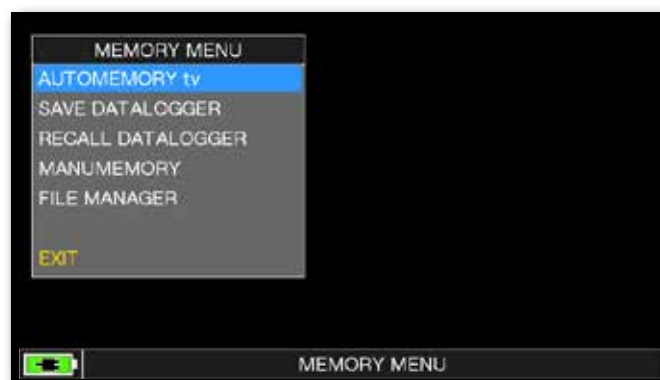 MEMORY MENU
AUTOMEMORY tv
SAVE DATALOGGER
RECALL DATALOGGER
MANUMEMORY
FILE MANAGER
EXIT
MEMORY MENU